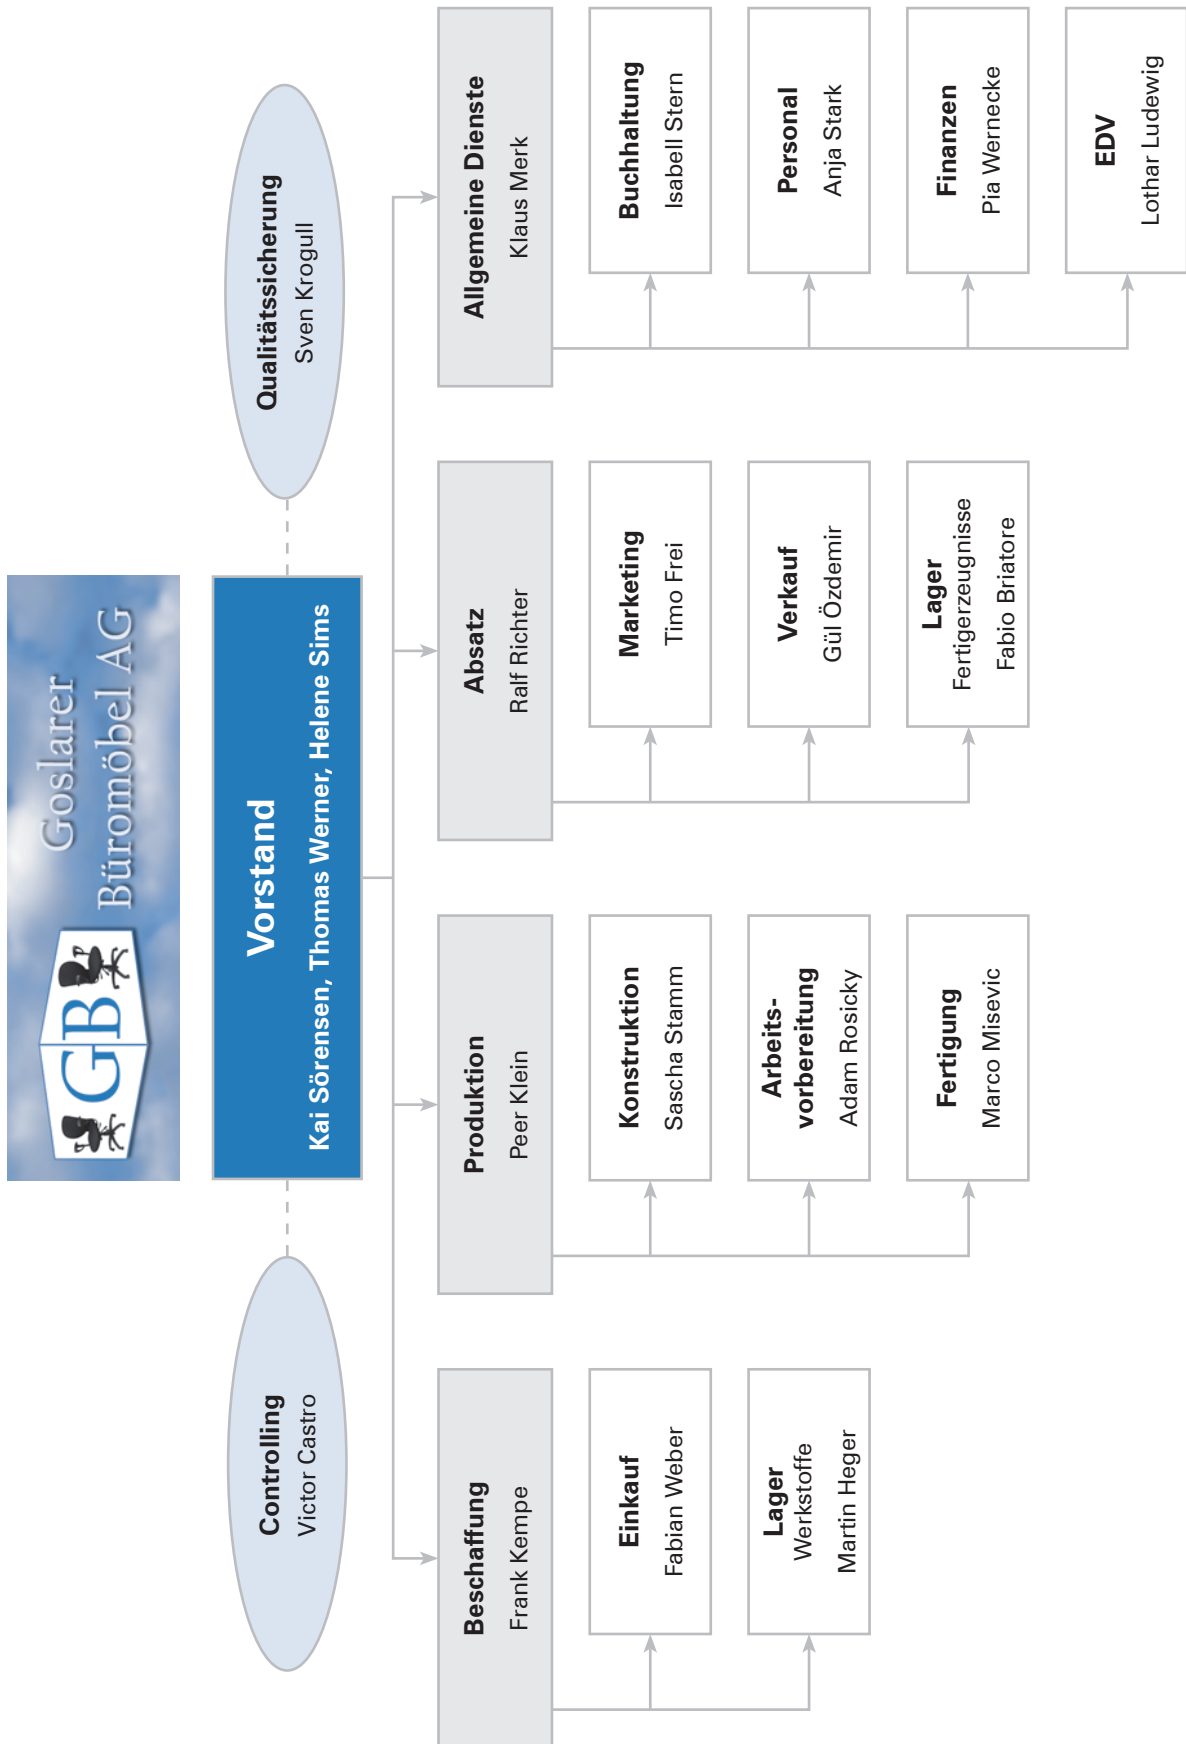 GB
Goslarer
Büromöbel AG
Controlling
Victor Castro
Vorstand
Kai Sörensen, Thomas Werner, Helene Sims
Qualitätssicherung
Sven Krogull
Beschaffung
Frank Kempe
Einkauf
Fabian Weber
Lager
Werkstoffe
Martin Heger
Produktion
Peer Klein
Konstruktion
Sascha Stamm
Arbeits-
vorbereitung
Adam Rosicky
Fertigung
Marco Misevic
Absatz
Ralf Richter
Marketing
Timo Frei
Verkauf
Gül Özdemir
Lager
Fertigerzeugnisse
Fabio Briatore
Allgemeine Dienste
Klaus Merk
Buchhaltung
Isabell Stern
Personal
Anja Stark
Finanzen
Pia Wernecke
EDV
Lothar Ludewig